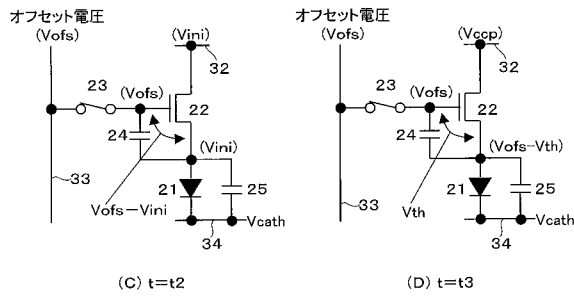 オフセット電圧
(Vofs)
(Vini)
32
23
(Vofs)
22
24
(Vini)
21
25
33
Vofs−Vini
Vcath
34
(C) t=t2
オフセット電圧
(Vofs)
(Vccp)
32
23
(Vofs)
22
24
(Vofs−Vth)
21
25
33
Vth
Vcath
34
(D) t=t3